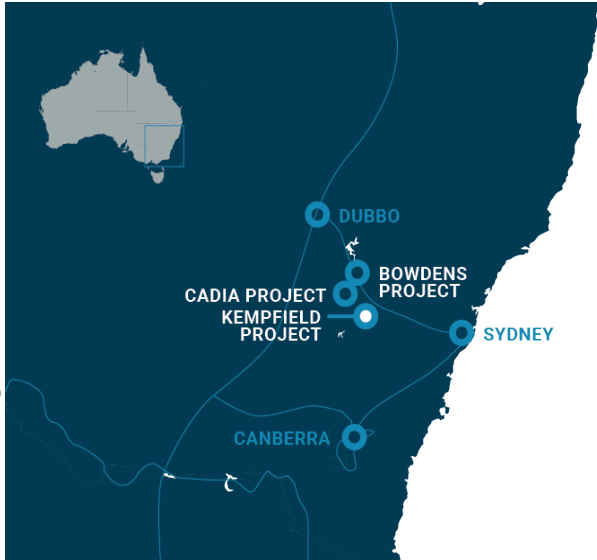 DUBBO
BOWDENS
PROJECT
CADIA PROJECT
KEMPFIELD
PROJECT
SYDNEY
CANBERRA